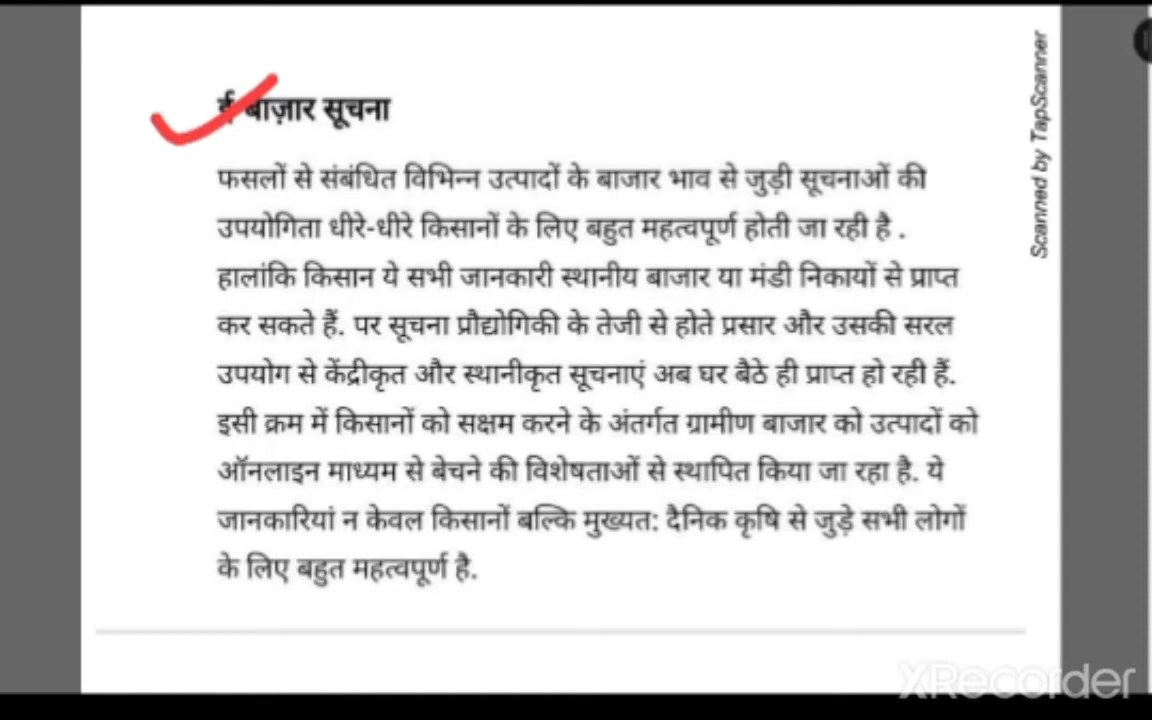 ई बाज़ार सूचना
फसलों से संबंधित विभिन्न उत्पादों के बाजार भाव से जुड़ी सूचनाओं की
उपयोगिता धीरे-धीरे किसानों के लिए बहुत महत्वपूर्ण होती जा रही है .
हालांकि किसान ये सभी जानकारी स्थानीय बाजार या मंडी निकायों से प्राप्त
कर सकते हैं. पर सूचना प्रौद्योगिकी के तेजी से होते प्रसार और उसकी सरल
उपयोग से केंद्रीकृत और स्थानीकृत सूचनाएं अब घर बैठे ही प्राप्त हो रही हैं.
इसी क्रम में किसानों को सक्षम करने के अंतर्गत ग्रामीण बाजार को उत्पादों को
ऑनलाइन माध्यम से बेचने की विशेषताओं से स्थापित किया जा रहा है. ये
जानकारियां न केवल किसानों बल्कि मुख्यत: दैनिक कृषि से जुड़े सभी लोगों
के लिए बहुत महत्वपूर्ण है.
Scanned by TapScanner
XRecorder